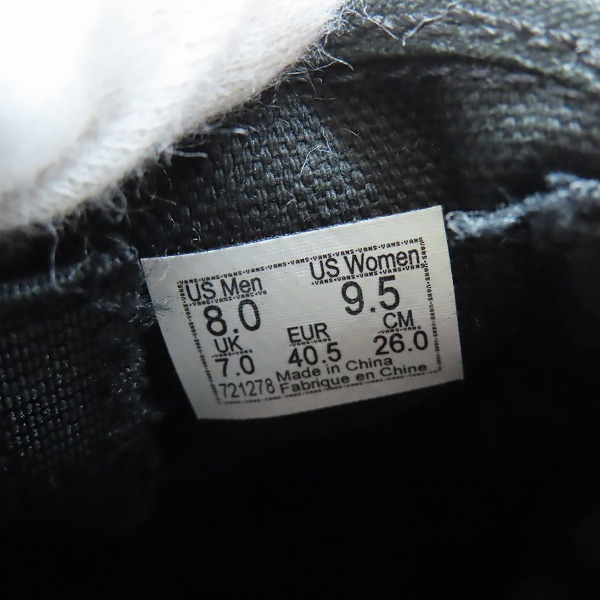 US Men US Women
8.0 9.5
UK EUR CM
7.0 40.5 26.0
721278 Made in China
Fabrique en Chine